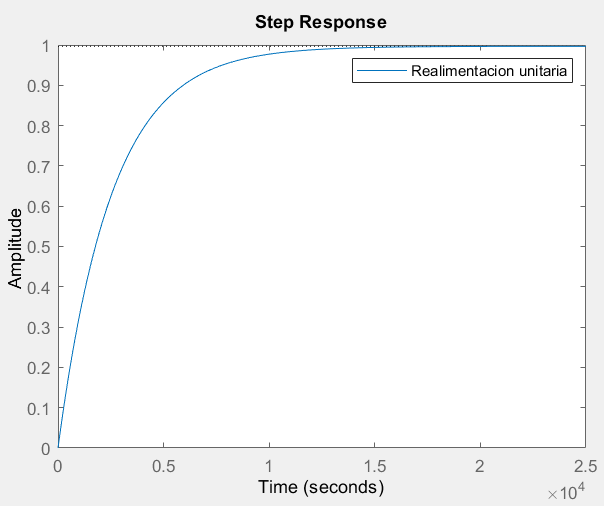 Step Response
Realimentacion unitaria
Amplitude
1
0.9
0.8
0.7
0.6
0.5
0.4
0.3
0.2
0.1
0
0 0.5 1 1.5 2 2.5
Time (seconds)
×10⁴